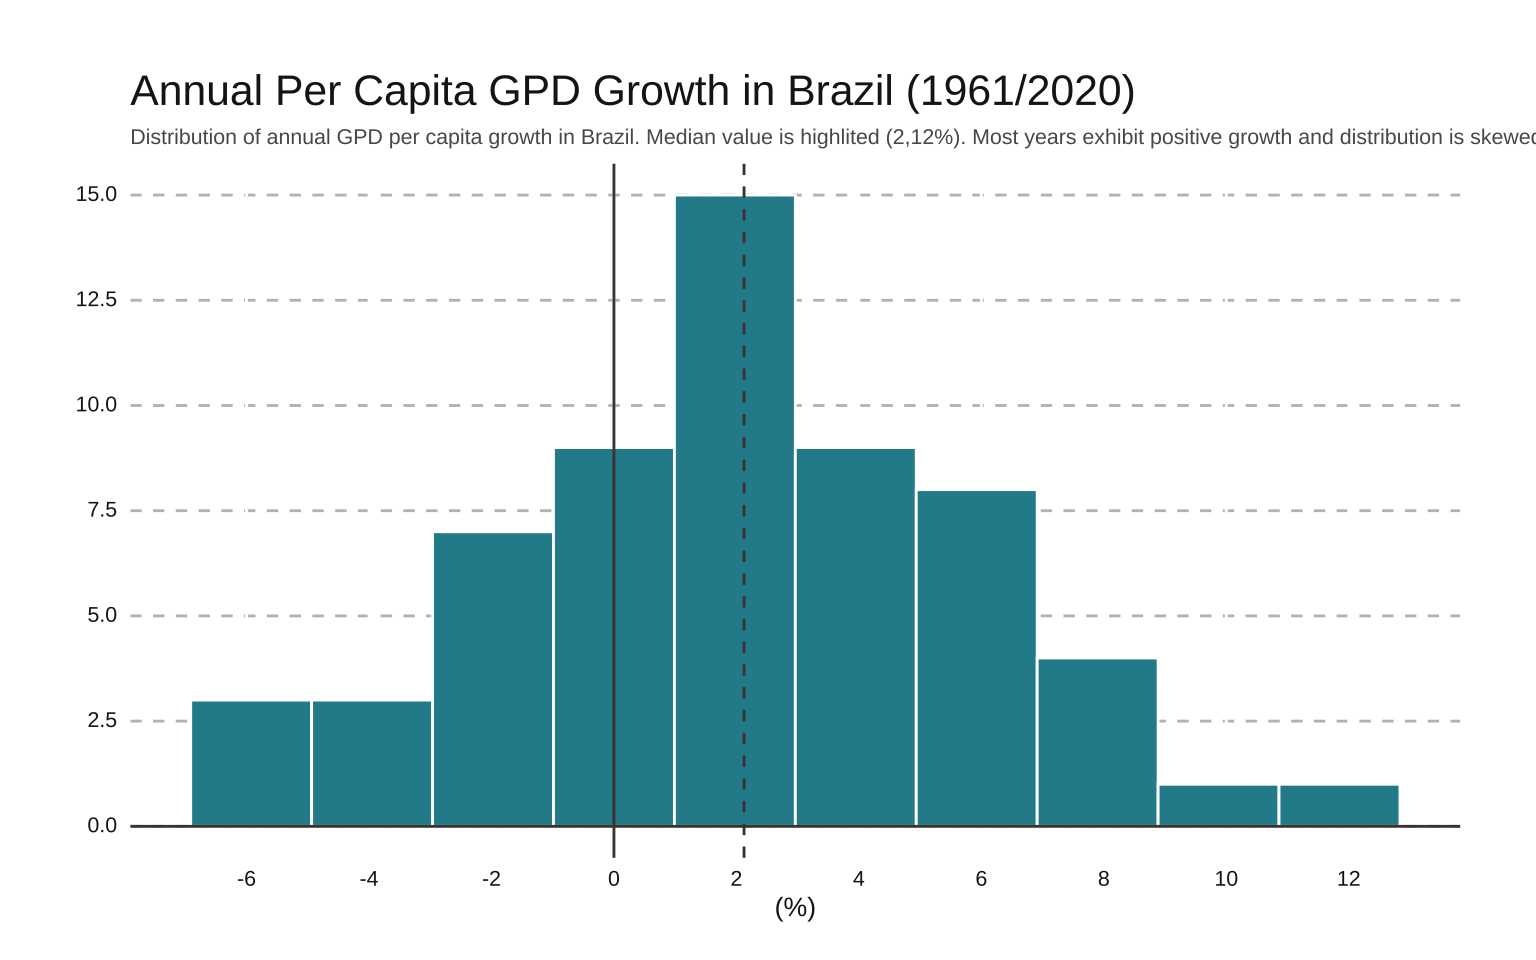 Annual Per Capita GPD Growth in Brazil (1961/2020)
Distribution of annual GPD per capita growth in Brazil. Median value is highlited (2,12%). Most years exhibit positive growth and distribution is skewed
15.0
12.5
10.0
7.5
5.0
2.5
0.0
-6 -4 -2 0 2 4 6 8 10 12
(%)